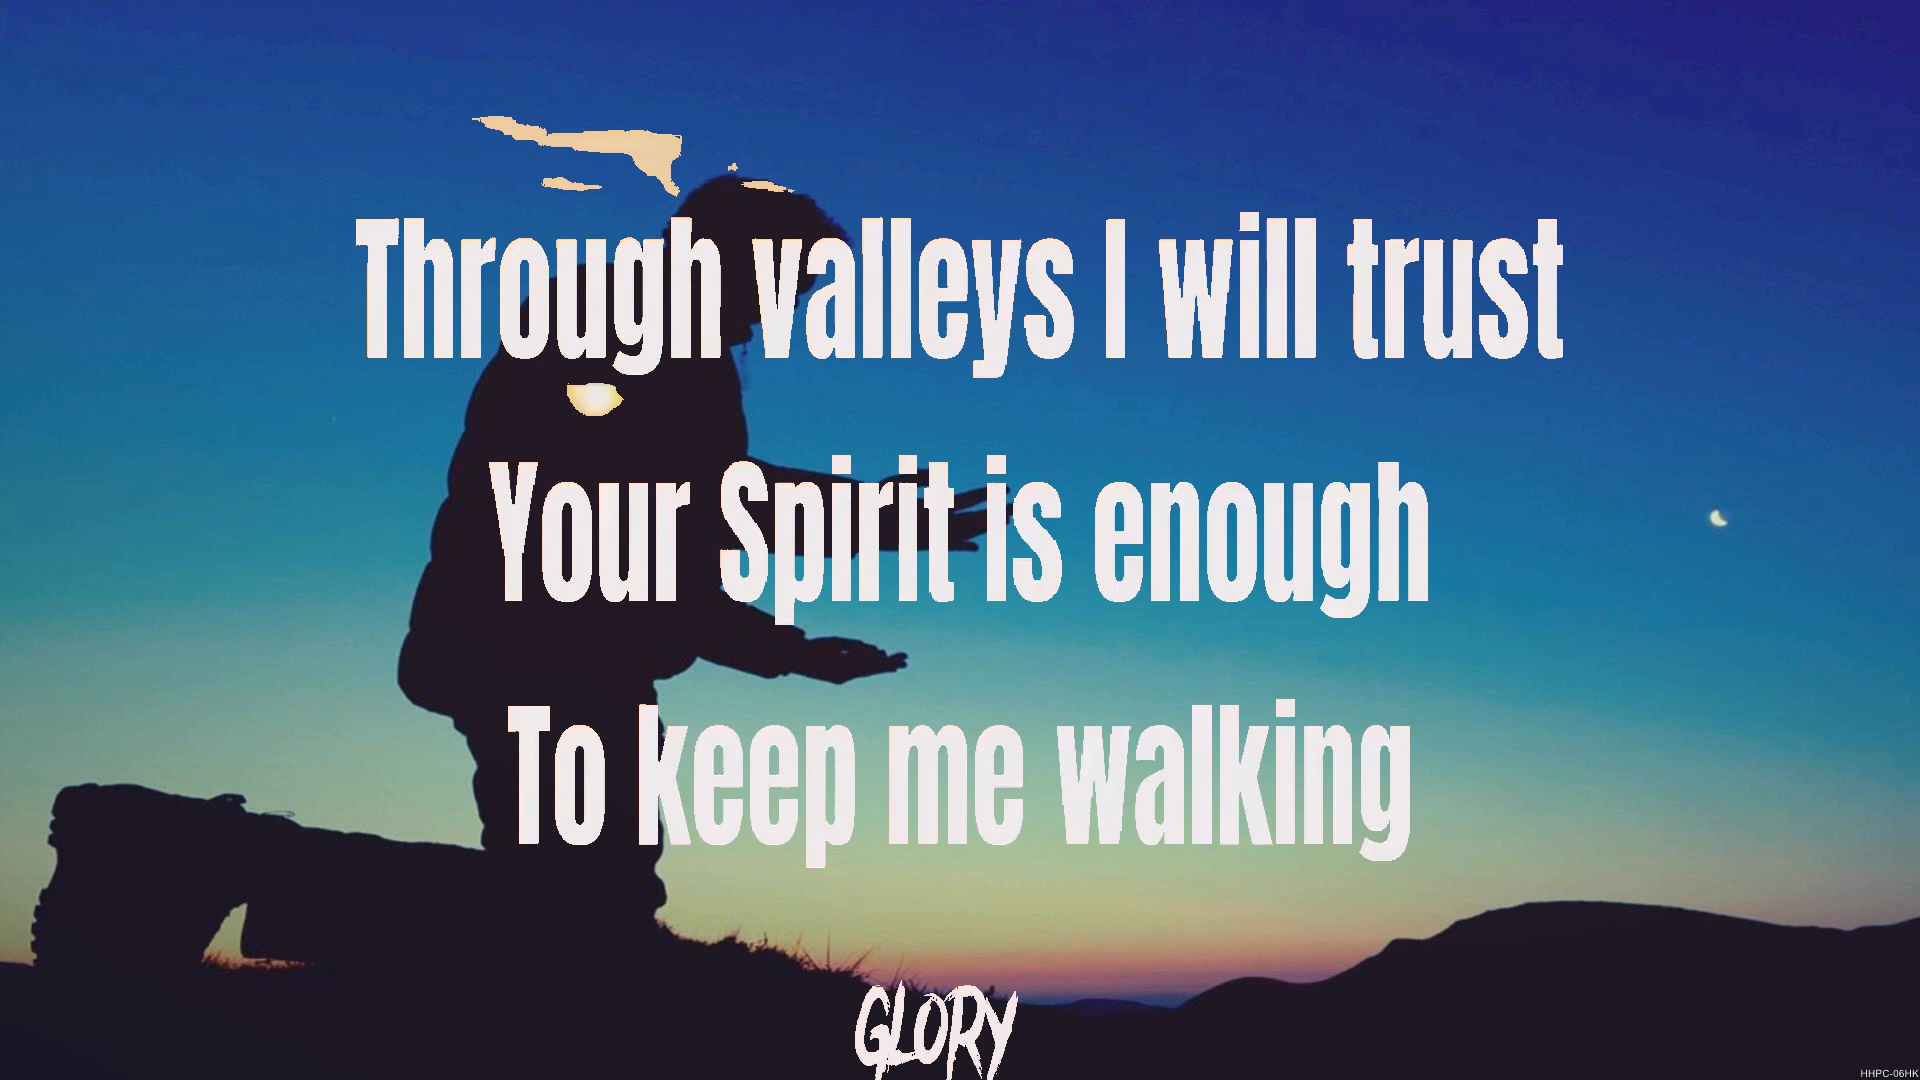 Through valleys I will trust
Your Spirit is enough
To keep me walking
GLORY
HHPC-06HK